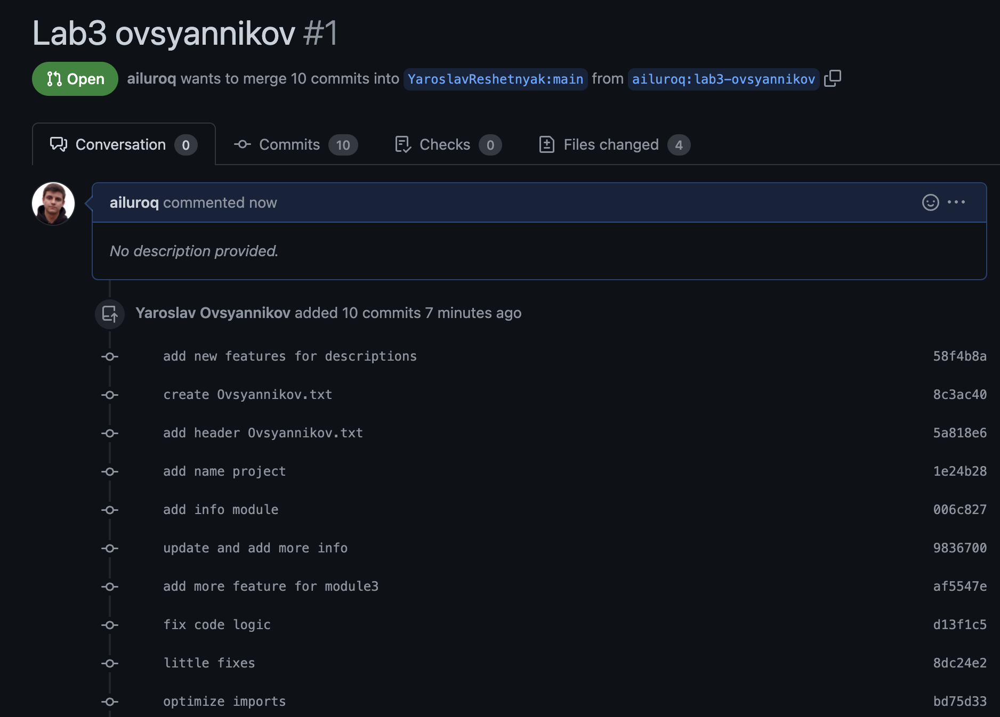 Lab3 ovsyannikov #1
Open ailuroq wants to merge 10 commits into YaroslavReshetnyak:main from ailuroq:lab3-ovsyannikov
Conversation 0 Commits 10 Checks 0 Files changed 4
ailuroq commented now
No description provided.
Yaroslav Ovsyannikov added 10 commits 7 minutes ago
add new features for descriptions 58f4b8a
create Ovsyannikov.txt 8c3ac40
add header Ovsyannikov.txt 5a818e6
add name project 1e24b28
add info module 006c827
update and add more info 9836700
add more feature for module3 af5547e
fix code logic d13f1c5
little fixes 8dc24e2
optimize imports bd75d33